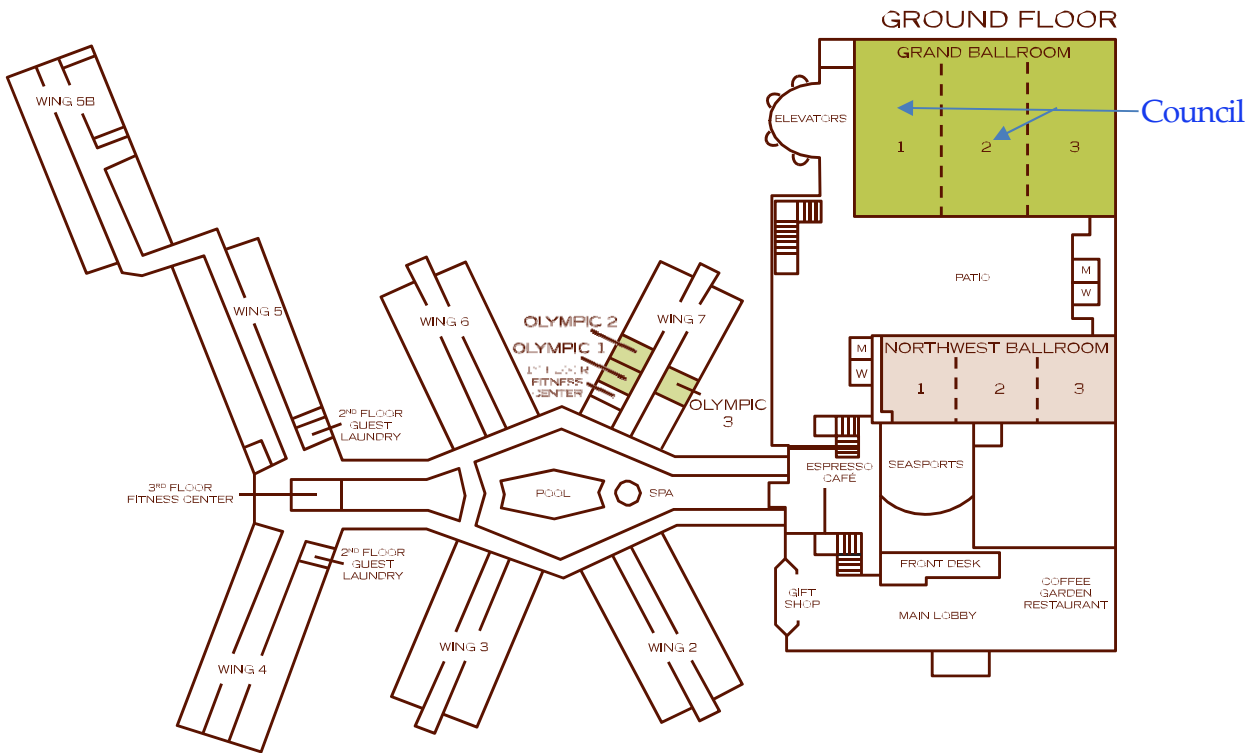 GROUND FLOOR
GRAND BALLROOM
WING 5B
ELEVATORS
Council
1
2
3
PATIO
M
W
WING 5
WING 6
OLYMPIC 2
WING 7
OLYMPIC 1
1ST FLOOR
FITNESS
CENTER
OLYMPIC
3
M
W
NORTHWEST BALLROOM
1
2
3
2ND FLOOR
GUEST
LAUNDRY
3RD FLOOR
FITNESS CENTER
POOL
SPA
ESPRESSO
CAFÉ
SEASPORTS
2ND FLOOR
GUEST
LAUNDRY
FRONT DESK
GIFT
SHOP
MAIN LOBBY
COFFEE
GARDEN
RESTAURANT
WING 4
WING 3
WING 2